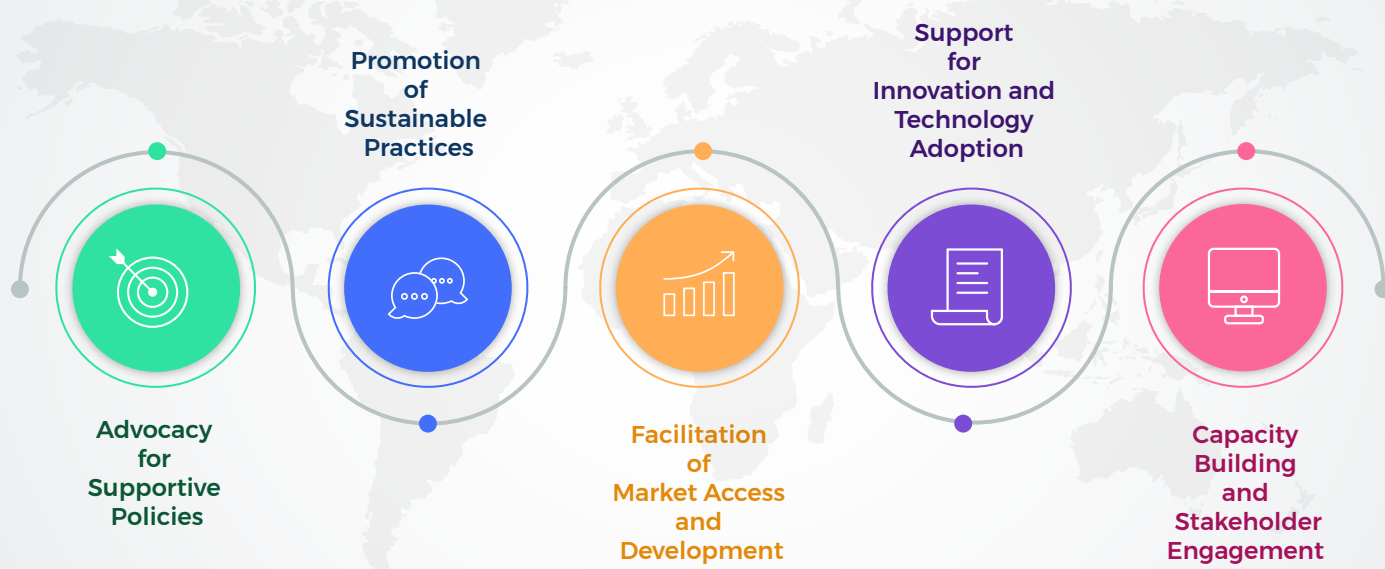 Advocacy
for
Supportive
Policies
Promotion
of
Sustainable
Practices
Facilitation
of
Market Access
and
Development
Support
for
Innovation and
Technology
Adoption
Capacity
Building
and
Stakeholder
Engagement